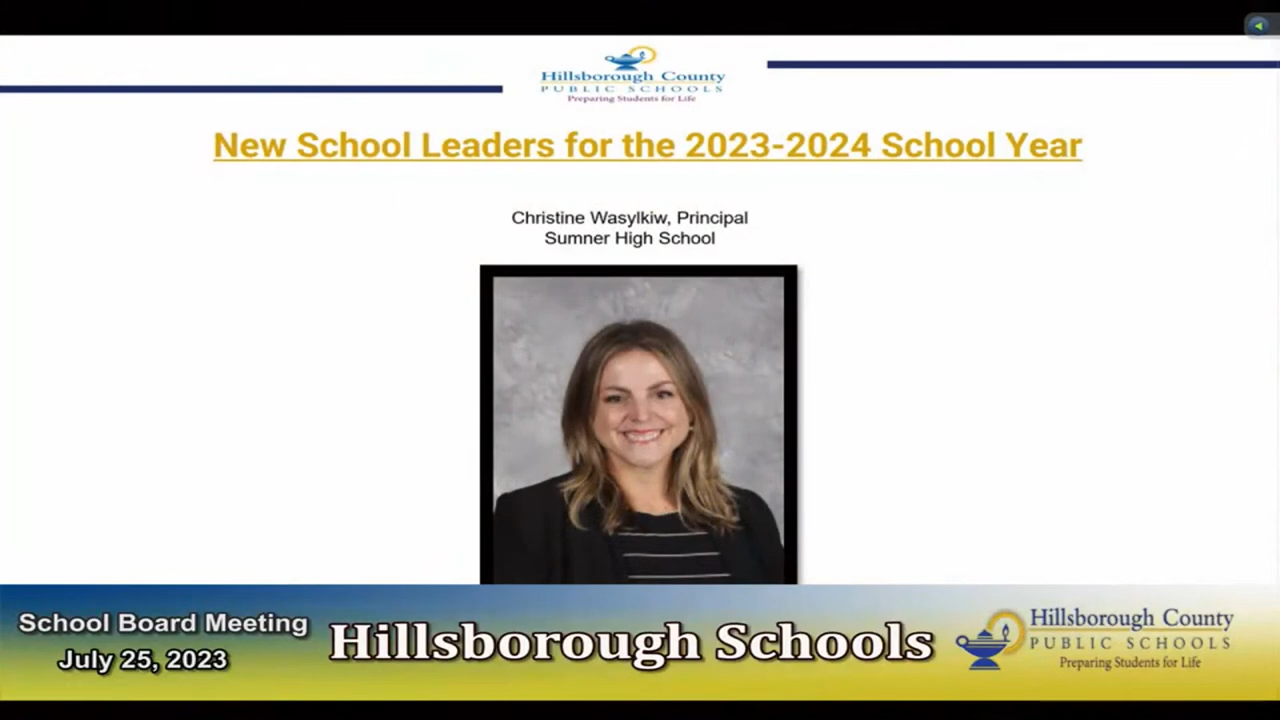 Hillsborough County
PUBLIC SCHOOLS
Preparing Students for Life
New School Leaders for the 2023-2024 School Year
Christine Wasylkiw, Principal
Sumner High School
School Board Meeting
July 25, 2023
Hillsborough Schools
Hillsborough County
PUBLIC SCHOOLS
Preparing Students for Life